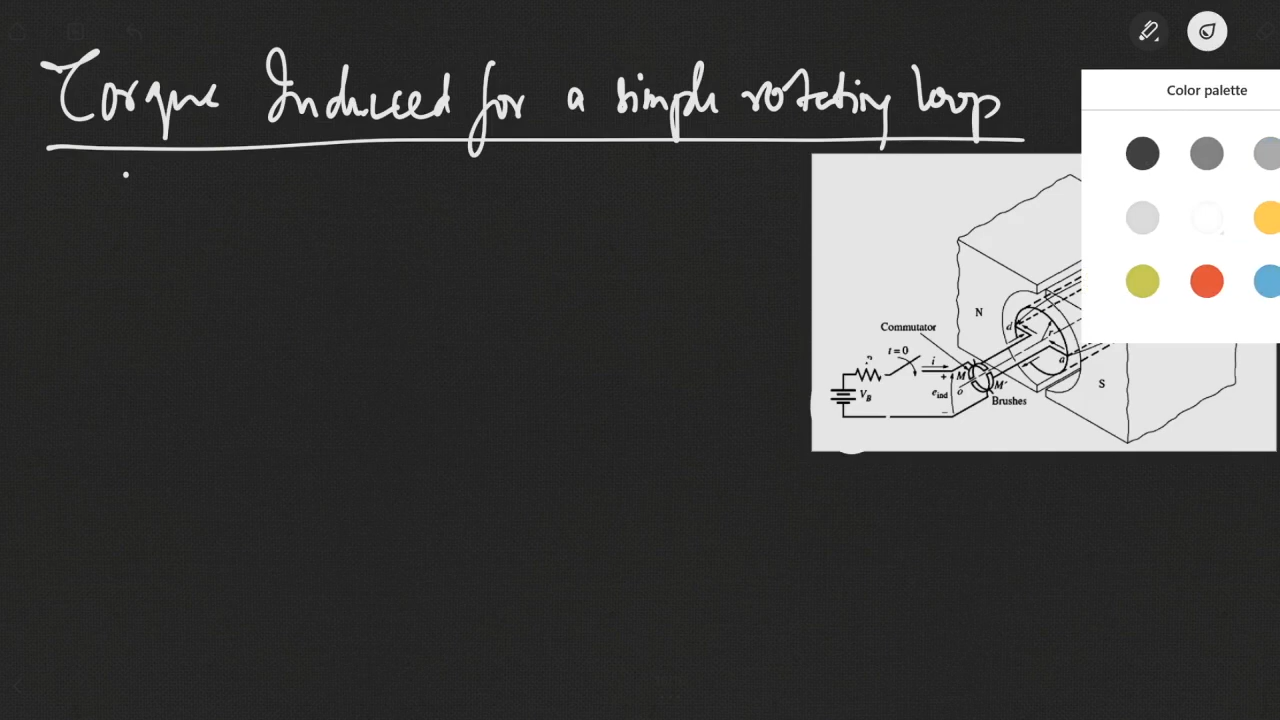 Torque Induced for a simple rotating loop
Color palette
N
d
r
Commutator
t=0
i
a
+
M
S
V_B
e_ind
o
M'
Brushes
–